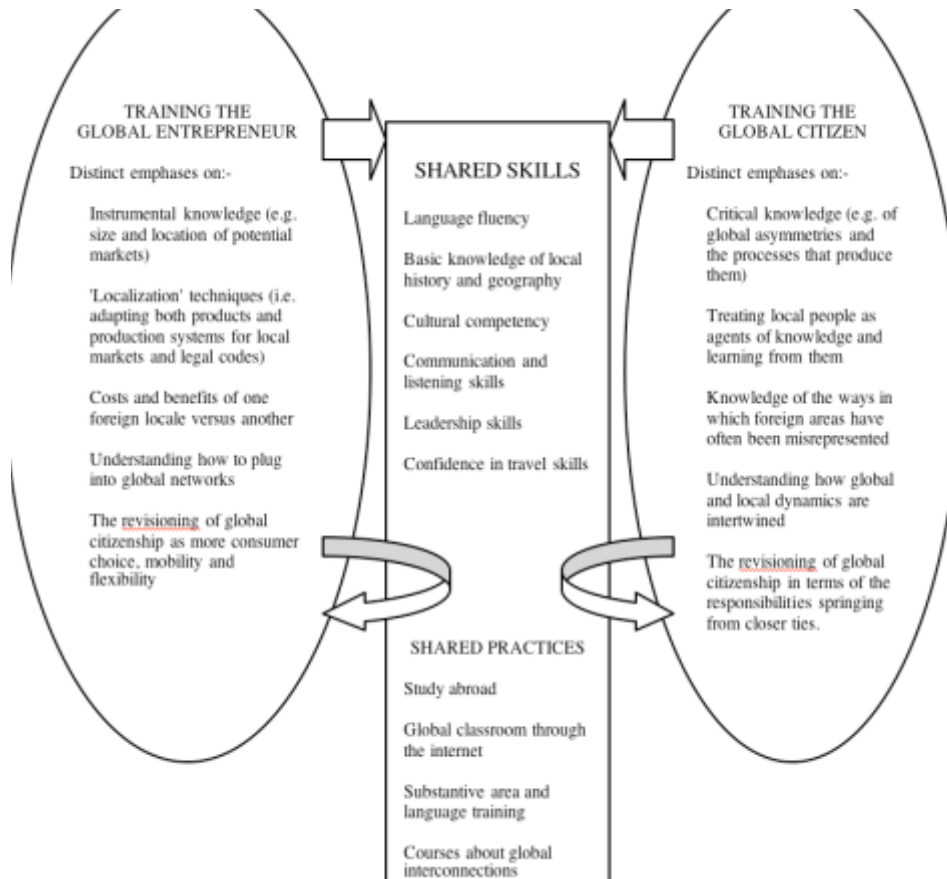 TRAINING THE
GLOBAL ENTREPRENEUR
Distinct emphases on:-
Instrumental knowledge (e.g.
size and location of potential
markets)
'Localization' techniques (i.e.
adapting both products and
production systems for local
markets and legal codes)
Costs and benefits of one
foreign locale versus another
Understanding how to plug
into global networks
The revisioning of global
citizenship as more consumer
choice, mobility and
flexibility
SHARED SKILLS
Language fluency
Basic knowledge of local
history and geography
Cultural competency
Communication and
listening skills
Leadership skills
Confidence in travel skills
SHARED PRACTICES
Study abroad
Global classroom through
the internet
Substantive area and
language training
Courses about global
interconnections
TRAINING THE
GLOBAL CITIZEN
Distinct emphases on:-
Critical knowledge (e.g. of
global asymmetries and
the processes that produce
them)
Treating local people as
agents of knowledge and
learning from them
Knowledge of the ways in
which foreign areas have
often been misrepresented
Understanding how global
and local dynamics are
intertwined
The revisioning of global
citizenship in terms of the
responsibilities springing
from closer ties.